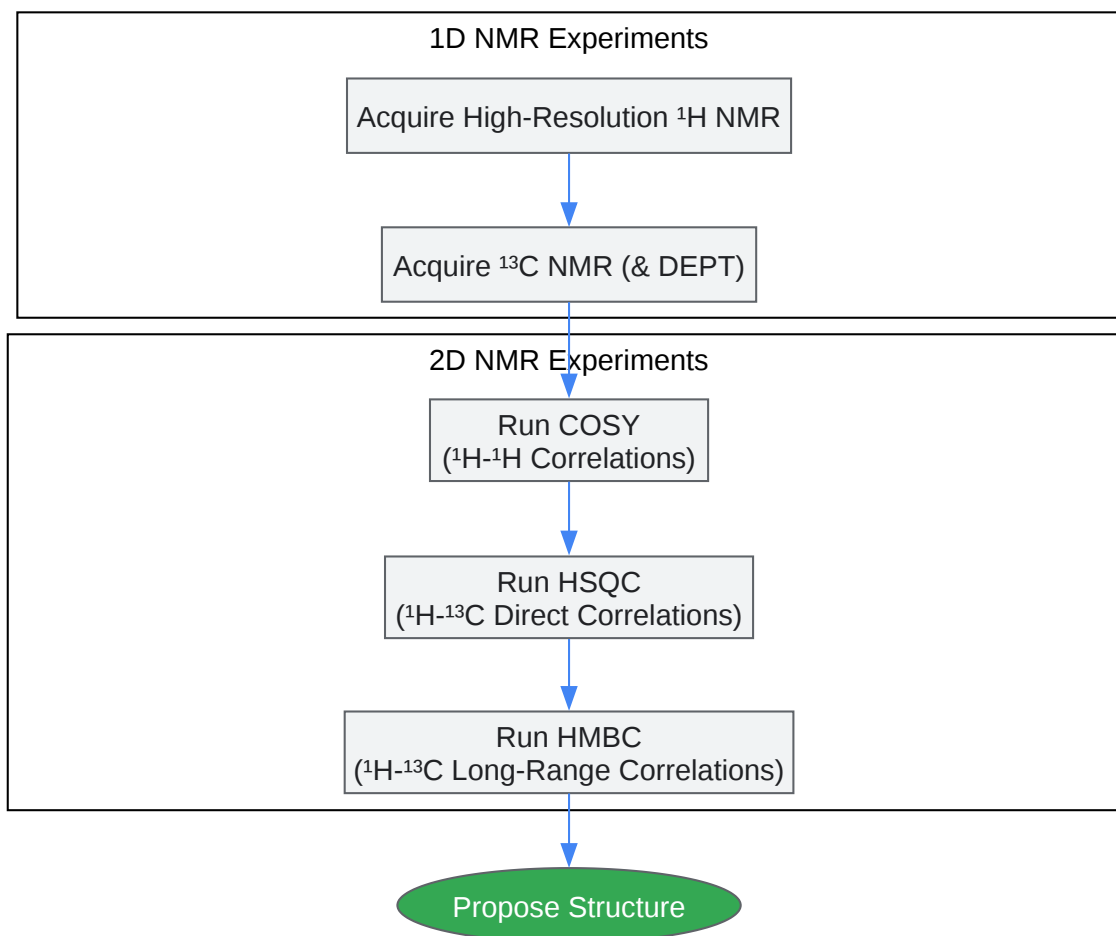 1D NMR Experiments
Acquire High-Resolution ¹H NMR
Acquire ¹³C NMR (& DEPT)
2D NMR Experiments
Run COSY
(¹H-¹H Correlations)
Run HSQC
(¹H-¹³C Direct Correlations)
Run HMBC
(¹H-¹³C Long-Range Correlations)
Propose Structure